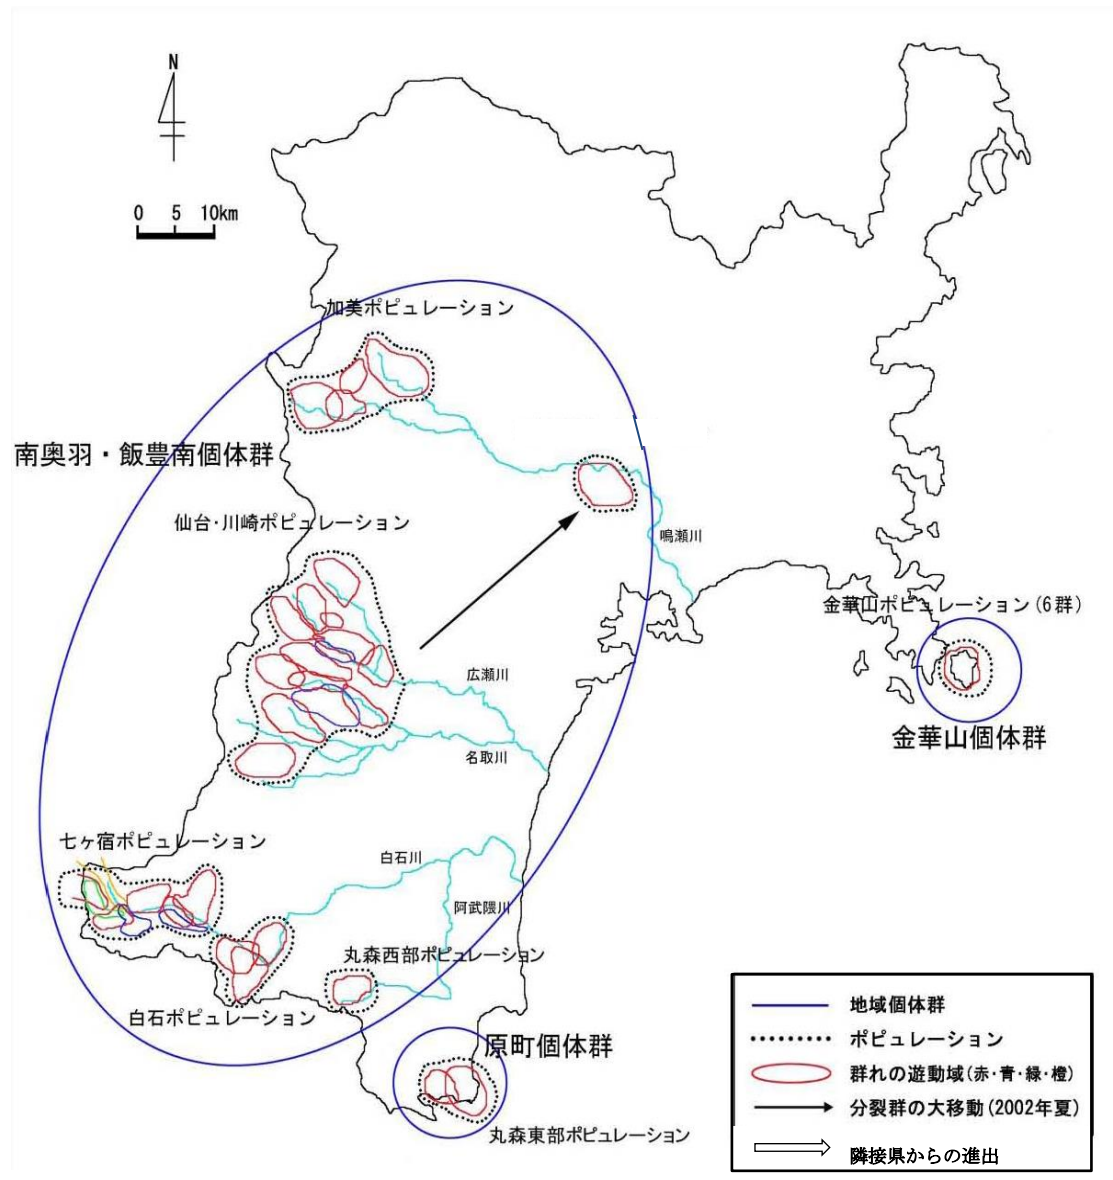 N
0 5 10km
加美ポピュレーション
南奥羽・飯豊南個体群
仙台・川崎ポピュレーション
鳴瀬川
金華山ポピュレーション(6群)
広瀬川
金華山個体群
名取川
七ヶ宿ポピュレーション
白石川
阿武隈川
丸森西部ポピュレーション
白石ポピュレーション
原町個体群
丸森東部ポピュレーション
地域個体群
ポピュレーション
群れの遊動域(赤・青・緑・橙)
分裂群の大移動(2002年夏)
隣接県からの進出